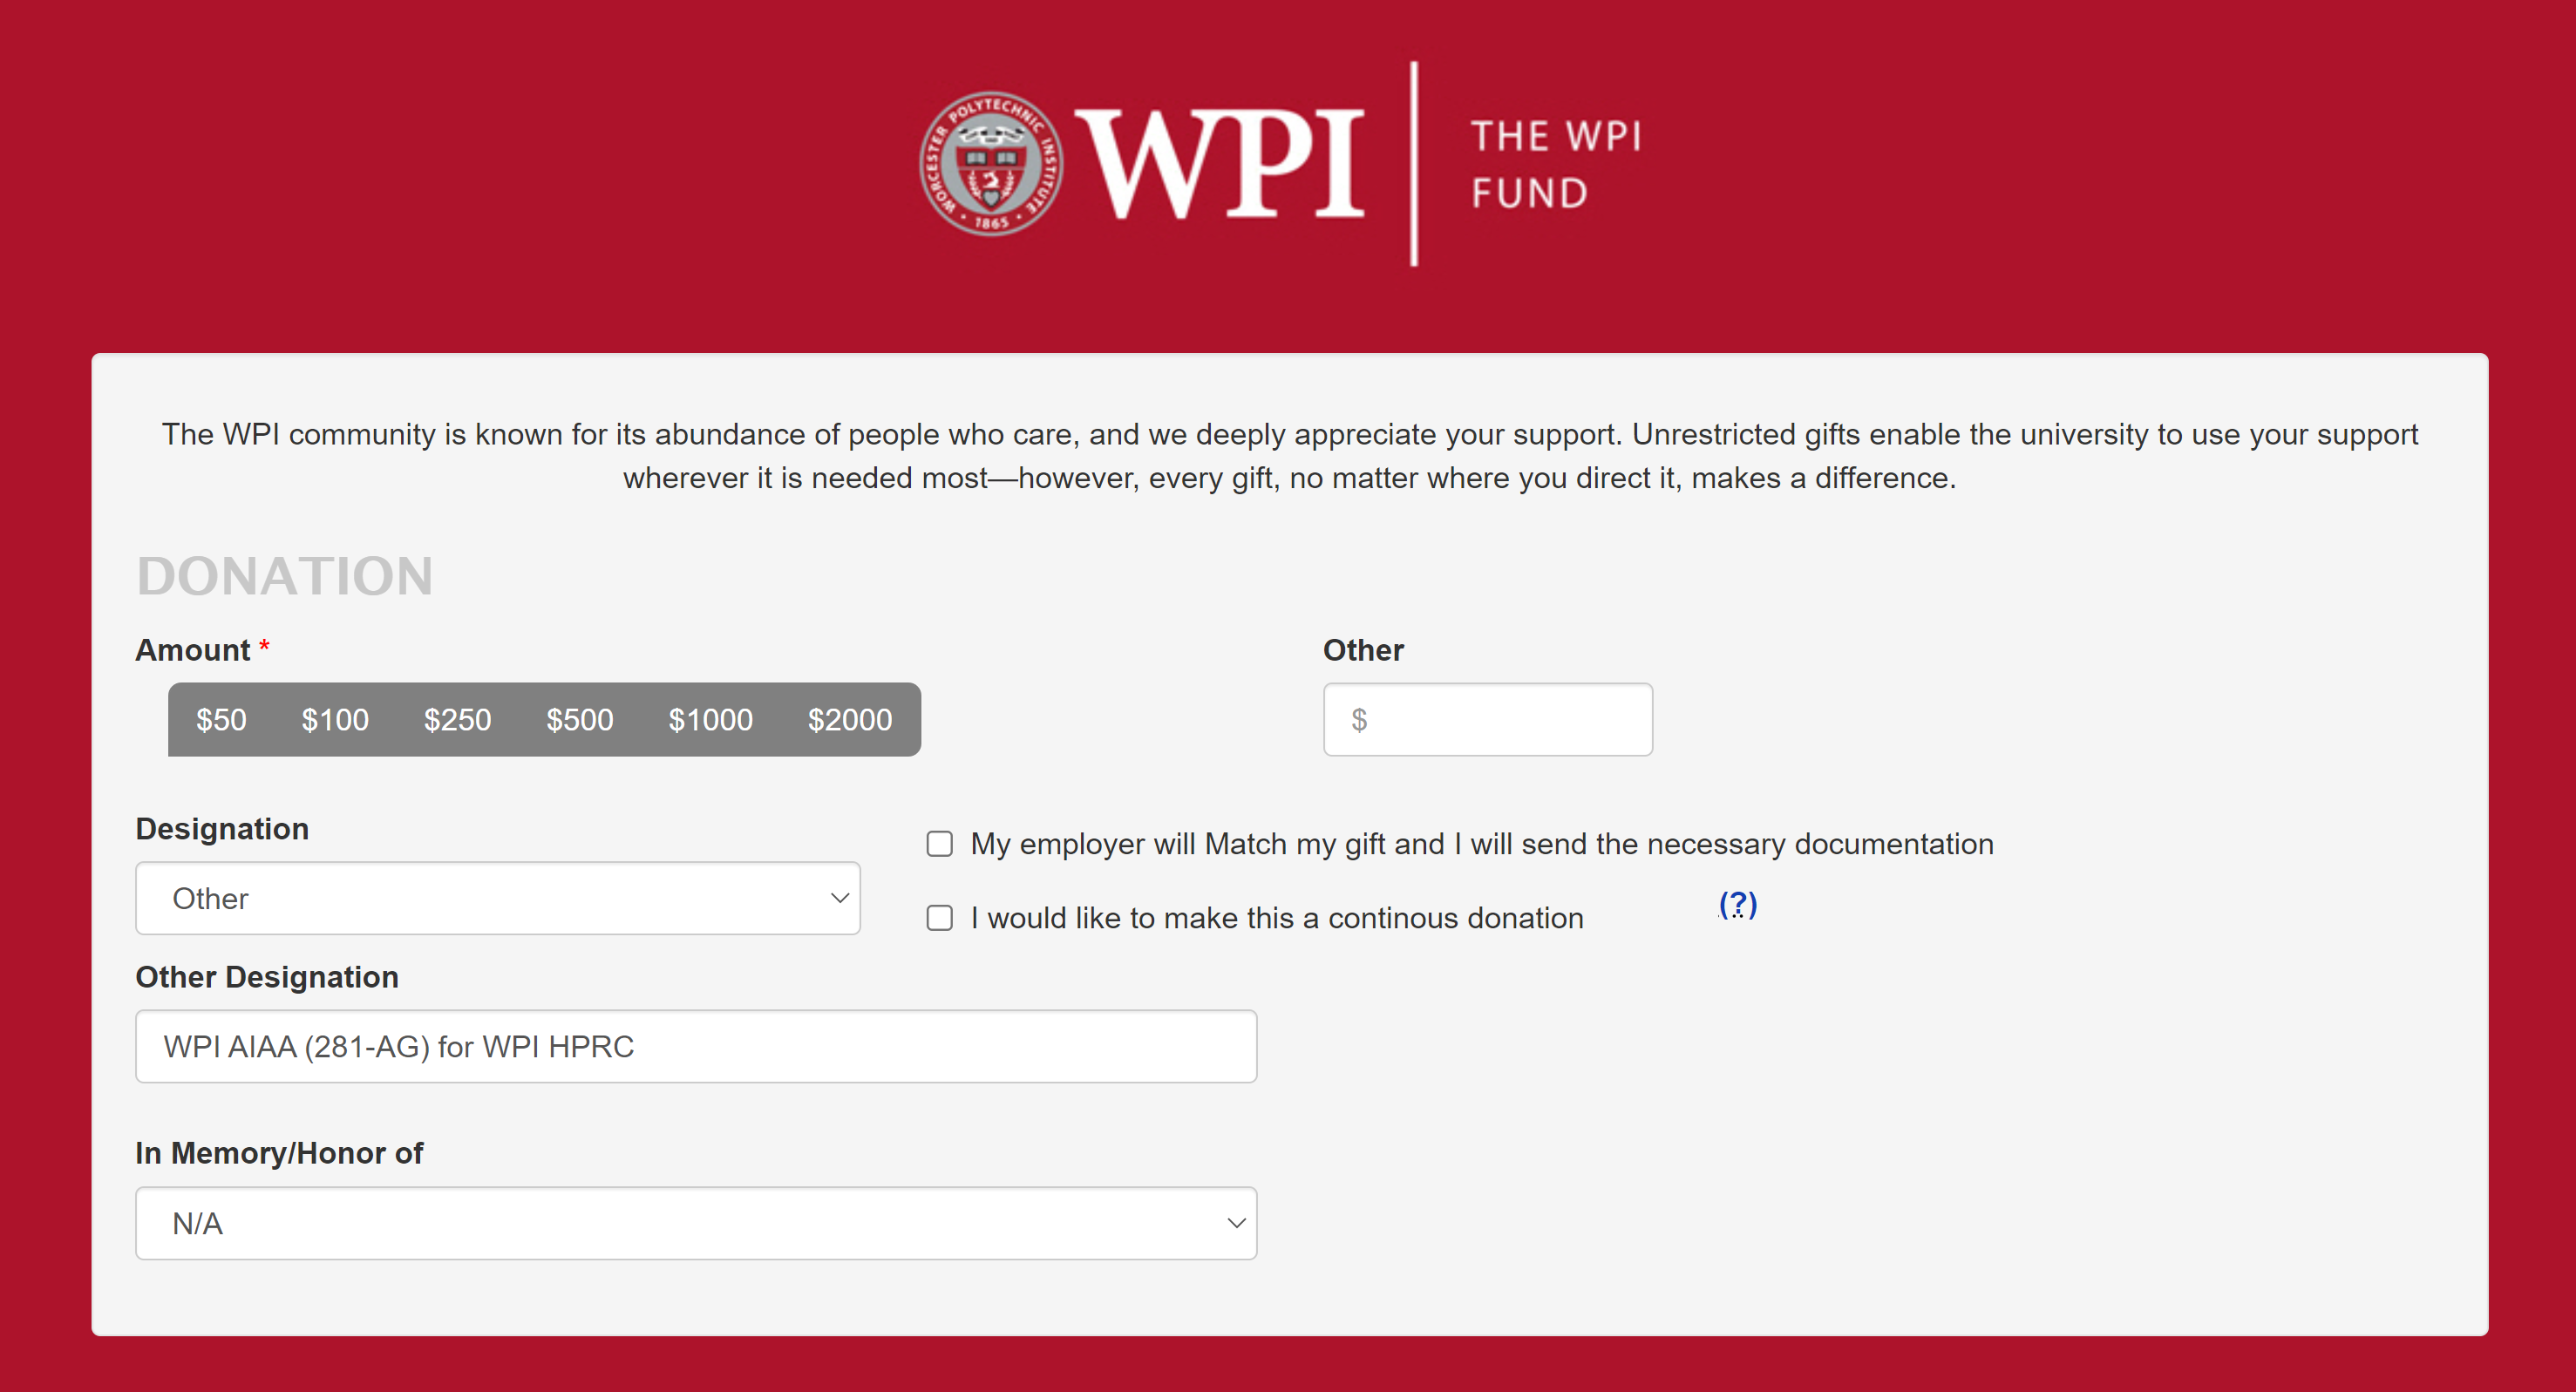 WORCESTER POLYTECHNIC INSTITUTE
1865
WPI
THE WPI
FUND
The WPI community is known for its abundance of people who care, and we deeply appreciate your support. Unrestricted gifts enable the university to use your support
wherever it is needed most—however, every gift, no matter where you direct it, makes a difference.
DONATION
Amount *
Other
$50 $100 $250 $500 $1000 $2000
$
Designation
My employer will Match my gift and I will send the necessary documentation
Other
I would like to make this a continous donation (?)
Other Designation
WPI AIAA (281-AG) for WPI HPRC
In Memory/Honor of
N/A